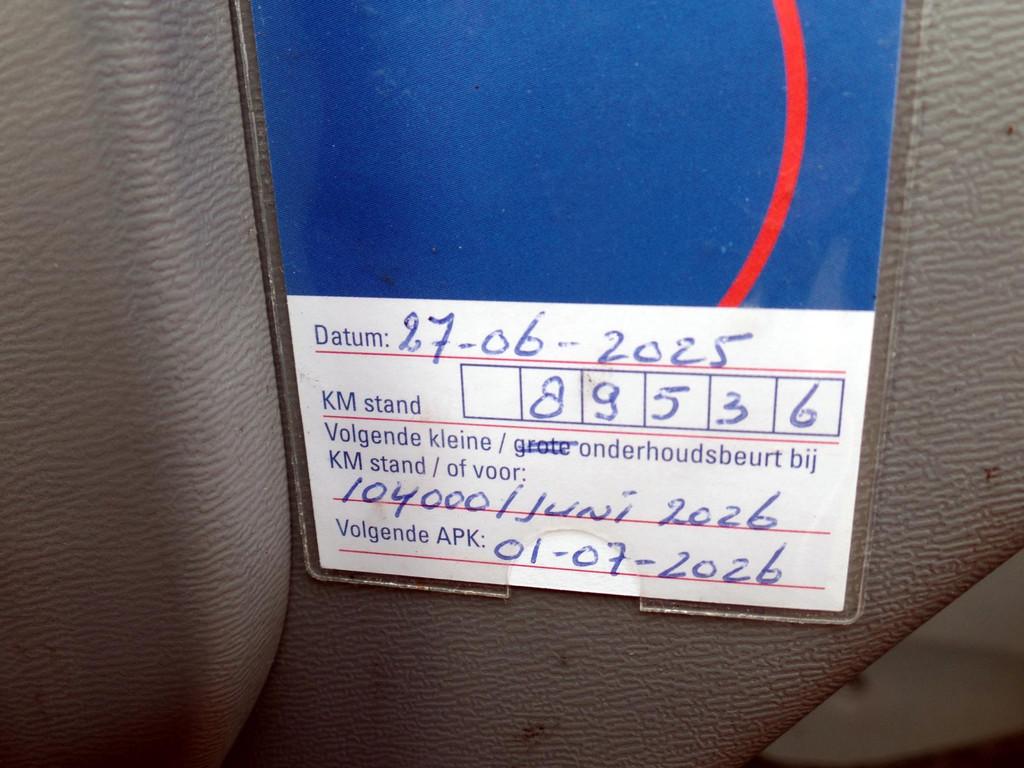 Datum: 27-06-2025
KM stand 89536
Volgende kleine / grote onderhoudsbeurt bij
KM stand / of voor:
104000 / juni 2026
Volgende APK: 01-07-2026